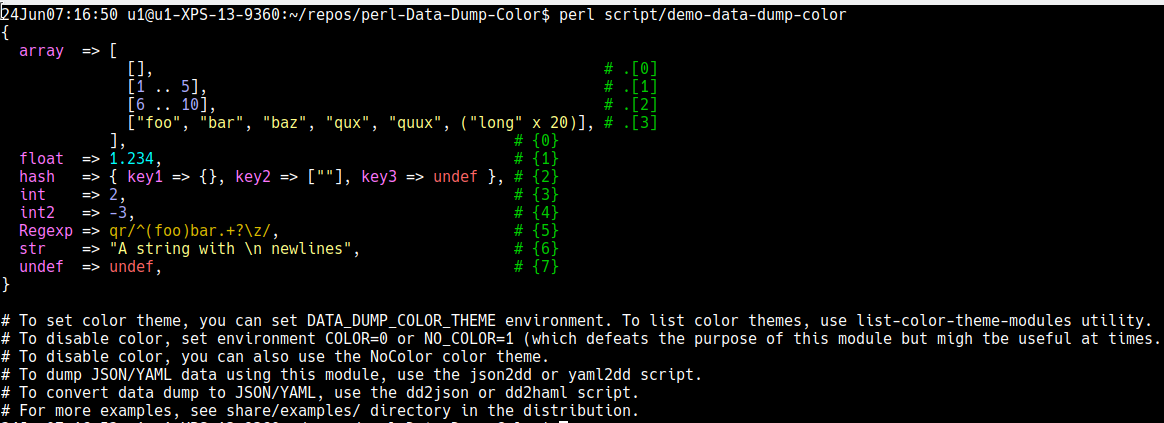 24Jun07:16:50 u1@u1-XPS-13-9360:~/repos/perl-Data-Dump-Color$ perl script/demo-data-dump-color
{
  array  => [
              [],                                                  # .[0]
              [1 .. 5],                                            # .[1]
              [6 .. 10],                                           # .[2]
              ["foo", "bar", "baz", "qux", "quux", ("long" x 20)], # .[3]
            ],                                           # {0}
  float  => 1.234,                                       # {1}
  hash   => { key1 => {}, key2 => [""], key3 => undef }, # {2}
  int    => 2,                                           # {3}
  int2   => -3,                                          # {4}
  Regexp => qr/^(foo)bar.+?\z/,                          # {5}
  str    => "A string with \n newlines",                 # {6}
  undef  => undef,                                       # {7}
}

# To set color theme, you can set DATA_DUMP_COLOR_THEME environment. To list color themes, use list-color-theme-modules utility.
# To disable color, set environment COLOR=0 or NO_COLOR=1 (which defeats the purpose of this module but migh tbe useful at times.
# To disable color, you can also use the NoColor color theme.
# To dump JSON/YAML data using this module, use the json2dd or yaml2dd script.
# To convert data dump to JSON/YAML, use the dd2json or dd2haml script.
# For more examples, see share/examples/ directory in the distribution.